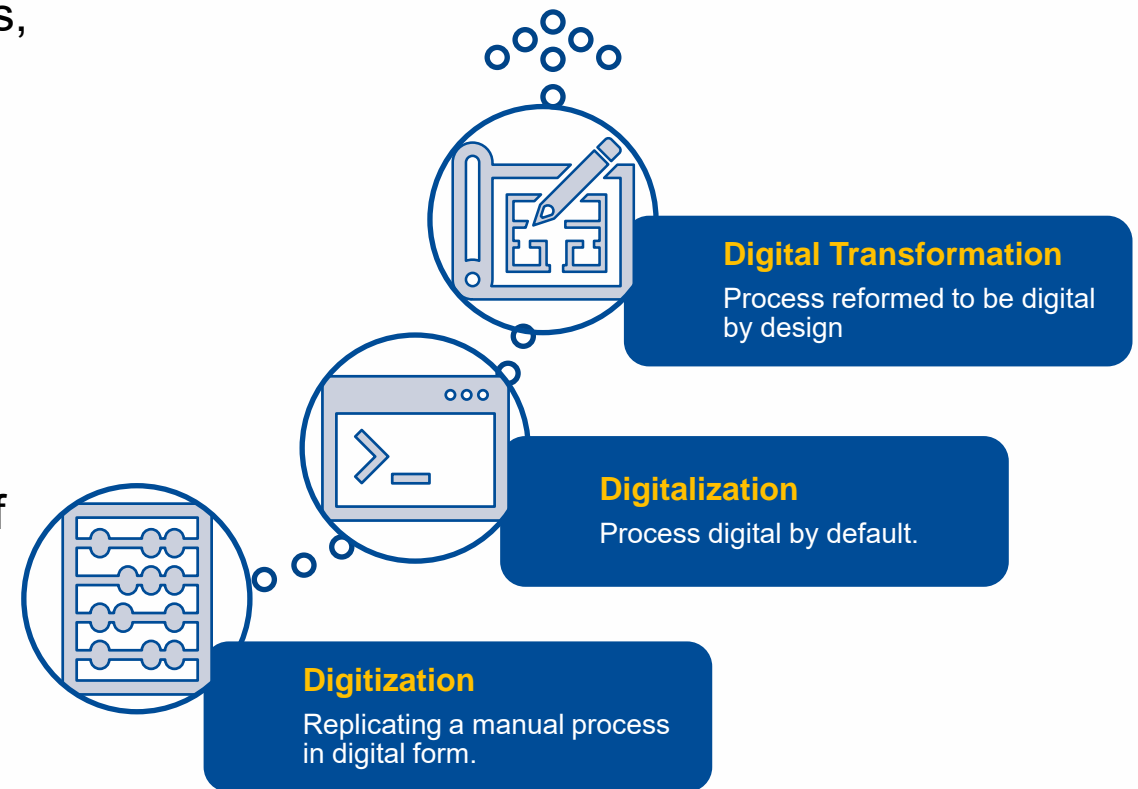 s,
Digital Transformation
Process reformed to be digital
by design
>_
Digitalization
Process digital by default.
f
Digitization
Replicating a manual process
in digital form.